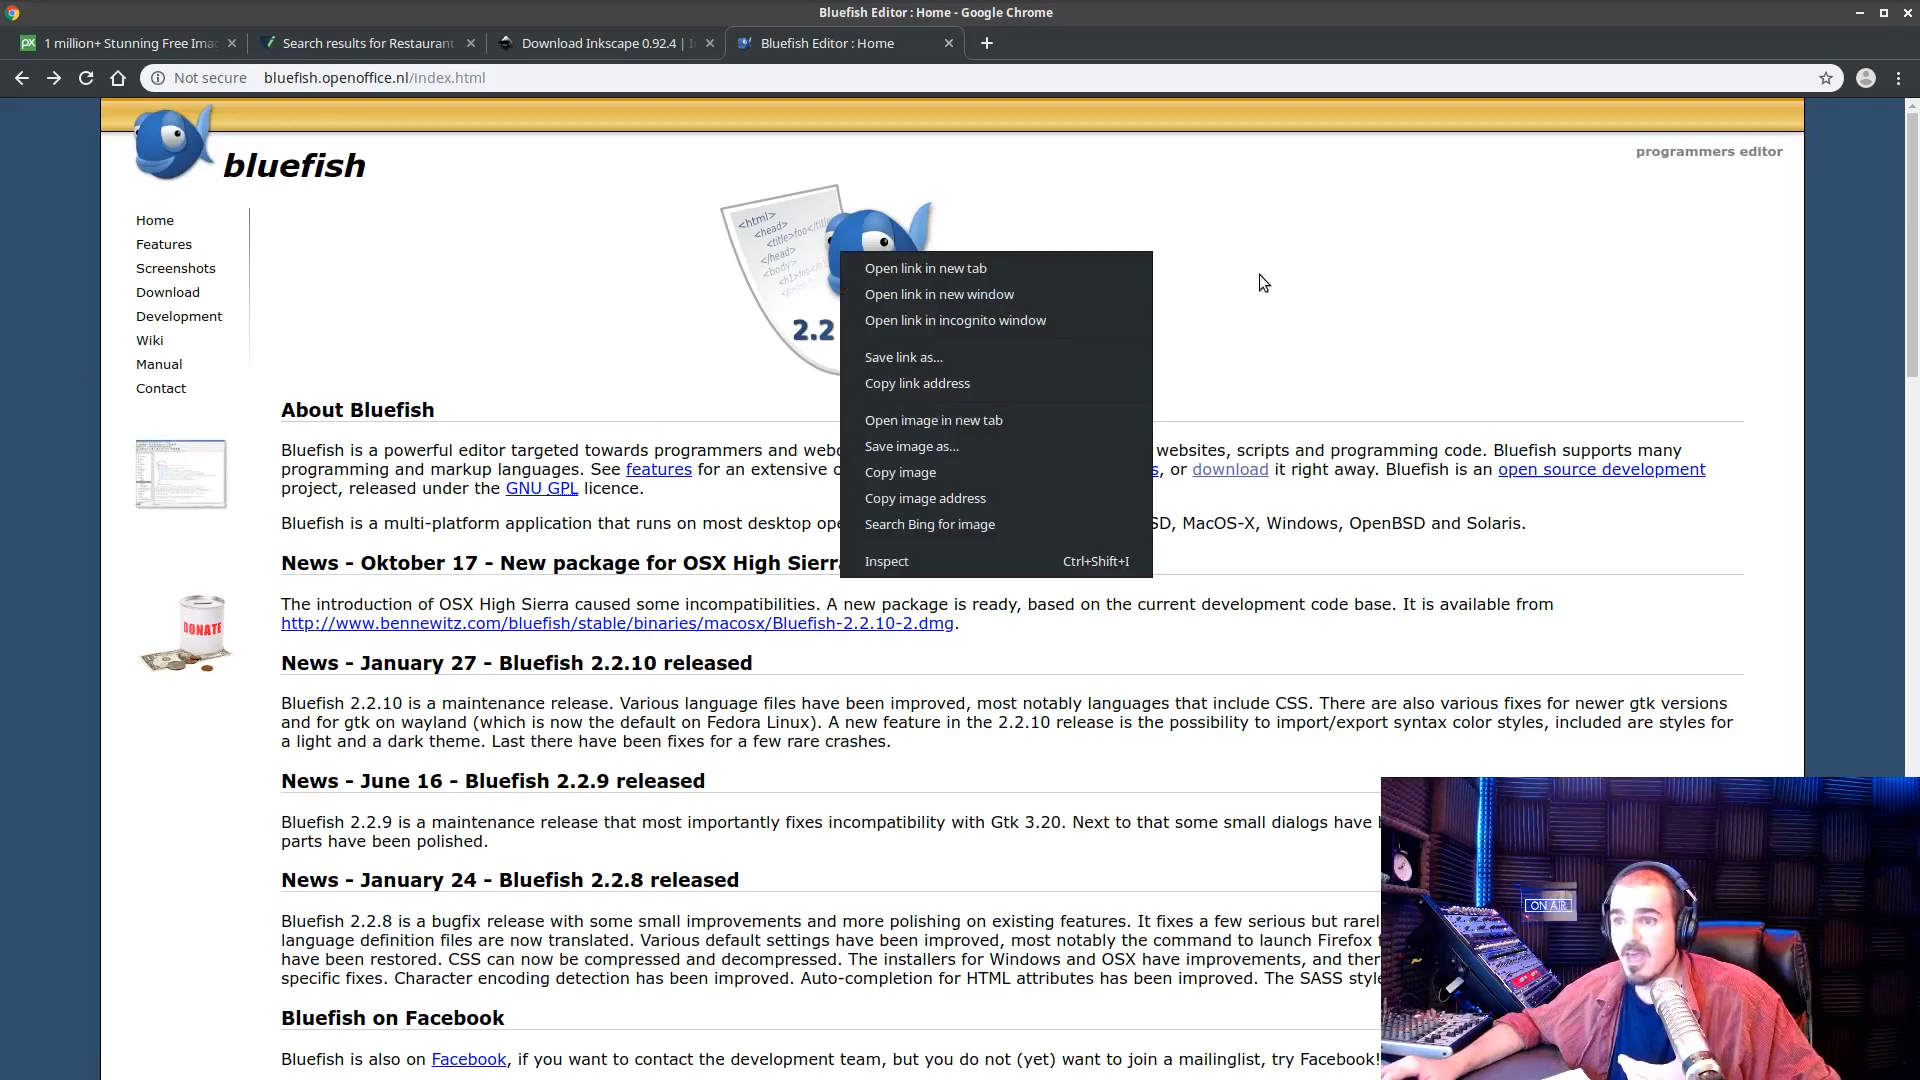 Bluefish Editor : Home - Google Chrome
1 million+ Stunning Free Imag
Search results for Restaurant
Download Inkscape 0.92.4 | I
Bluefish Editor : Home
Not secure
bluefish.openoffice.nl/index.html
bluefish
programmers editor
Home
Features
Screenshots
Download
Development
Wiki
Manual
Contact
<html>
<head>
<title>foo</title
</head>
<body>
2.2
Open link in new tab
Open link in new window
Open link in incognito window
Save link as...
Copy link address
Open image in new tab
Save image as...
Copy image
Copy image address
Search Bing for image
Inspect Ctrl+Shift+I
About Bluefish
Bluefish is a powerful editor targeted towards programmers and websites, scripts and programming code. Bluefish supports many
programming and markup languages. See features for an extensive or download it right away. Bluefish is an open source development
project, released under the GNU GPL licence.
Bluefish is a multi-platform application that runs on most desktop MacOS-X, Windows, OpenBSD and Solaris.
News - Oktober 17 - New package for OSX High Sierra
The introduction of OSX High Sierra caused some incompatibilities. A new package is ready, based on the current development code base. It is available from
http://www.bennewitz.com/bluefish/stable/binaries/macosx/Bluefish-2.2.10-2.dmg.
DONATE
News - January 27 - Bluefish 2.2.10 released
Bluefish 2.2.10 is a maintenance release. Various language files have been improved, most notably languages that include CSS. There are also various fixes for newer gtk versions
and for gtk on wayland (which is now the default on Fedora Linux). A new feature in the 2.2.10 release is the possibility to import/export syntax color styles, included are styles for
a light and a dark theme. Last there have been fixes for a few rare crashes.
News - June 16 - Bluefish 2.2.9 released
Bluefish 2.2.9 is a maintenance release that most importantly fixes incompatibility with Gtk 3.20. Next to that some small dialogs have
parts have been polished.
News - January 24 - Bluefish 2.2.8 released
Bluefish 2.2.8 is a bugfix release with some small improvements and more polishing on existing features. It fixes a few serious but
language definition files are now translated. Various default settings have been improved, most notably the command to launch Firefox
have been restored. CSS can now be compressed and decompressed. The installers for Windows and OSX have improvements, and
specific fixes. Character encoding detection has been improved. Auto-completion for HTML attributes has been improved. The SASS
Bluefish on Facebook
Bluefish is also on Facebook, if you want to contact the development team, but you do not (yet) want to join a mailinglist, try Facebook!
ON AIR